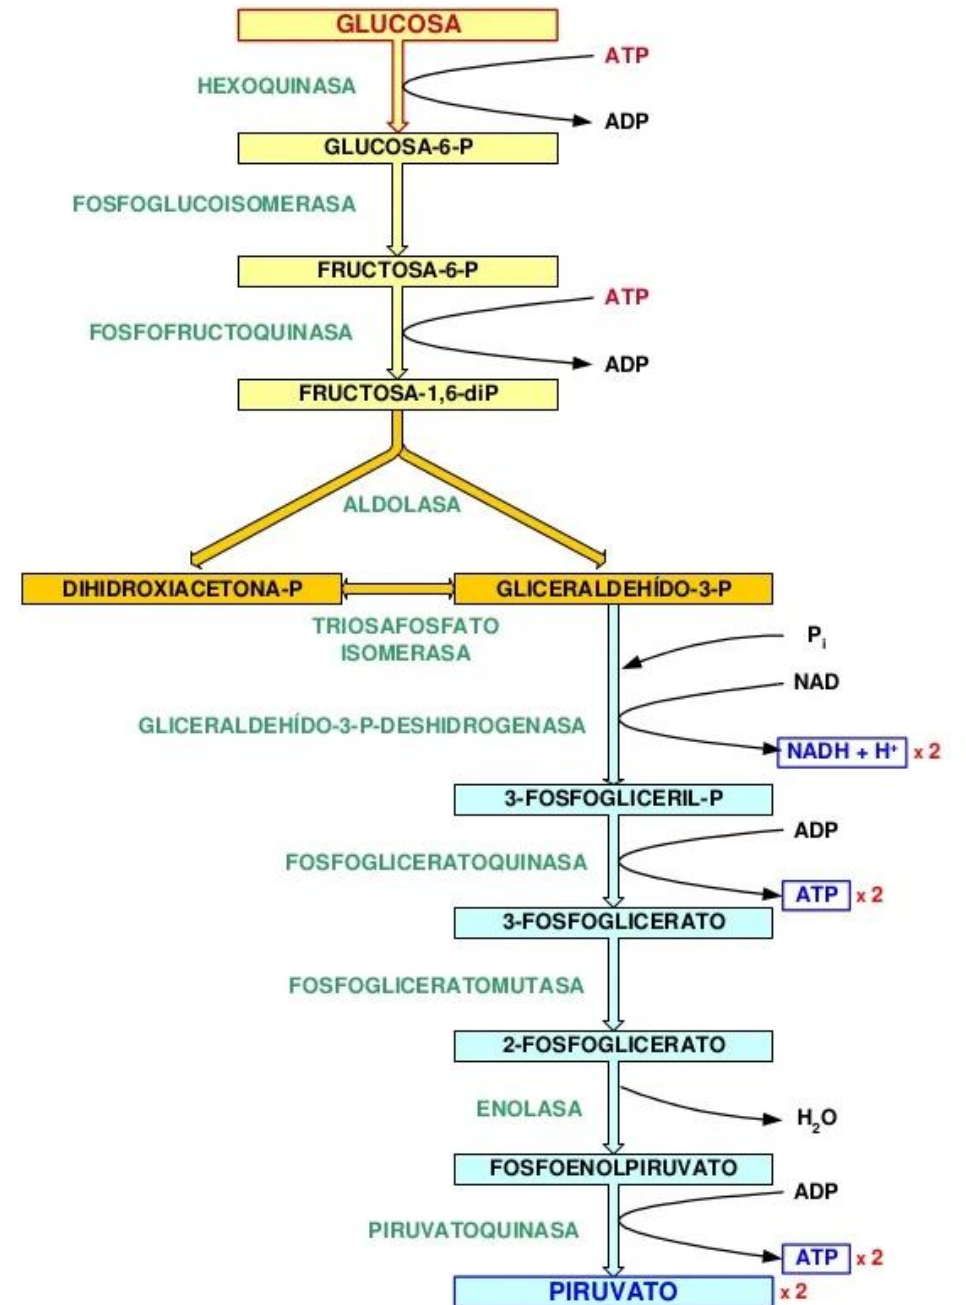 GLUCOSA
ATP
HEXOQUINASA
ADP
GLUCOSA-6-P
FOSFOGLUCOISOMERASA
FRUCTOSA-6-P
ATP
FOSFOFRUCTOQUINASA
ADP
FRUCTOSA-1,6-diP
ALDOLASA
DIHIDROXIACETONA-P
GLICERALDEHÍDO-3-P
TRIOSAFOSFATO
ISOMERASA
Pi
NAD
GLICERALDEHÍDO-3-P-DESHIDROGENASA
NADH + H⁺ x 2
3-FOSFOGLICERIL-P
ADP
FOSFOGLICERATOQUINASA
ATP x 2
3-FOSFOGLICERATO
FOSFOGLICERATOMUTASA
2-FOSFOGLICERATO
ENOLASA
H₂O
FOSFOENOLPIRUVATO
ADP
PIRUVATOQUINASA
ATP x 2
PIRUVATO x 2